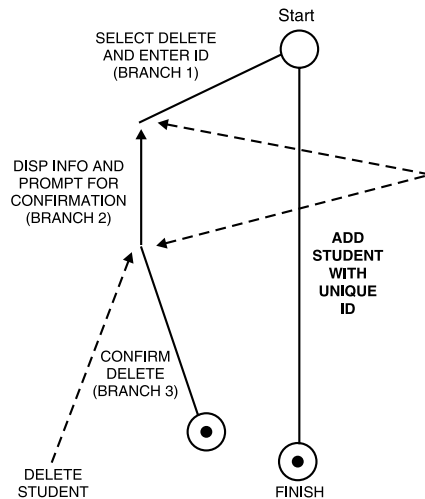 Start
SELECT DELETE
AND ENTER ID
(BRANCH 1)
DISP INFO AND
PROMPT FOR
CONFIRMATION
(BRANCH 2)
ADD
STUDENT
WITH
UNIQUE
ID
CONFIRM
DELETE
(BRANCH 3)
DELETE
STUDENT
FINISH